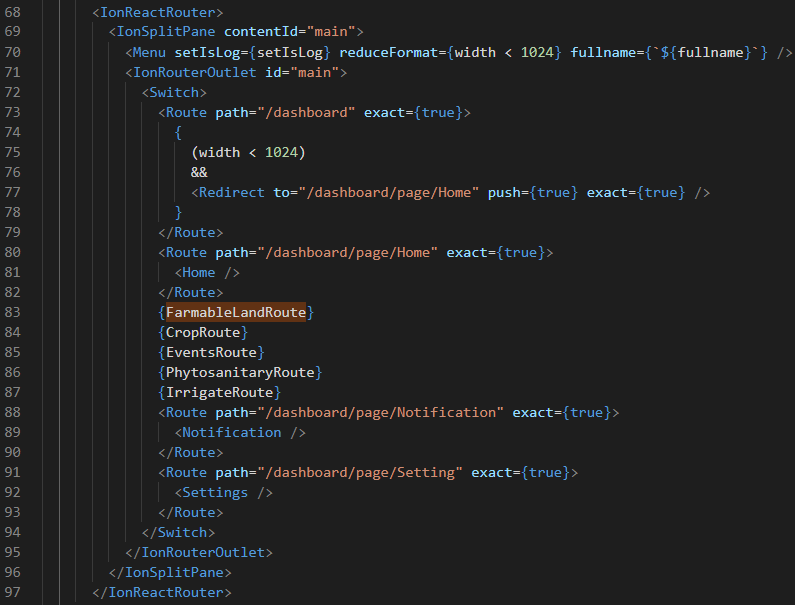 68 <IonReactRouter>
69 <IonSplitPane contentId="main">
70 <Menu setIsLog={setIsLog} reduceFormat={width < 1024} fullname={`${fullname}`} />
71 <IonRouterOutlet id="main">
72 <Switch>
73 <Route path="/dashboard" exact={true}>
74 {
75 (width < 1024)
76 &&
77 <Redirect to="/dashboard/page/Home" push={true} exact={true} />
78 }
79 </Route>
80 <Route path="/dashboard/page/Home" exact={true}>
81 <Home />
82 </Route>
83 {FarmableLandRoute}
84 {CropRoute}
85 {EventsRoute}
86 {PhytosanitaryRoute}
87 {IrrigateRoute}
88 <Route path="/dashboard/page/Notification" exact={true}>
89 <Notification />
90 </Route>
91 <Route path="/dashboard/page/Setting" exact={true}>
92 <Settings />
93 </Route>
94 </Switch>
95 </IonRouterOutlet>
96 </IonSplitPane>
97 </IonReactRouter>